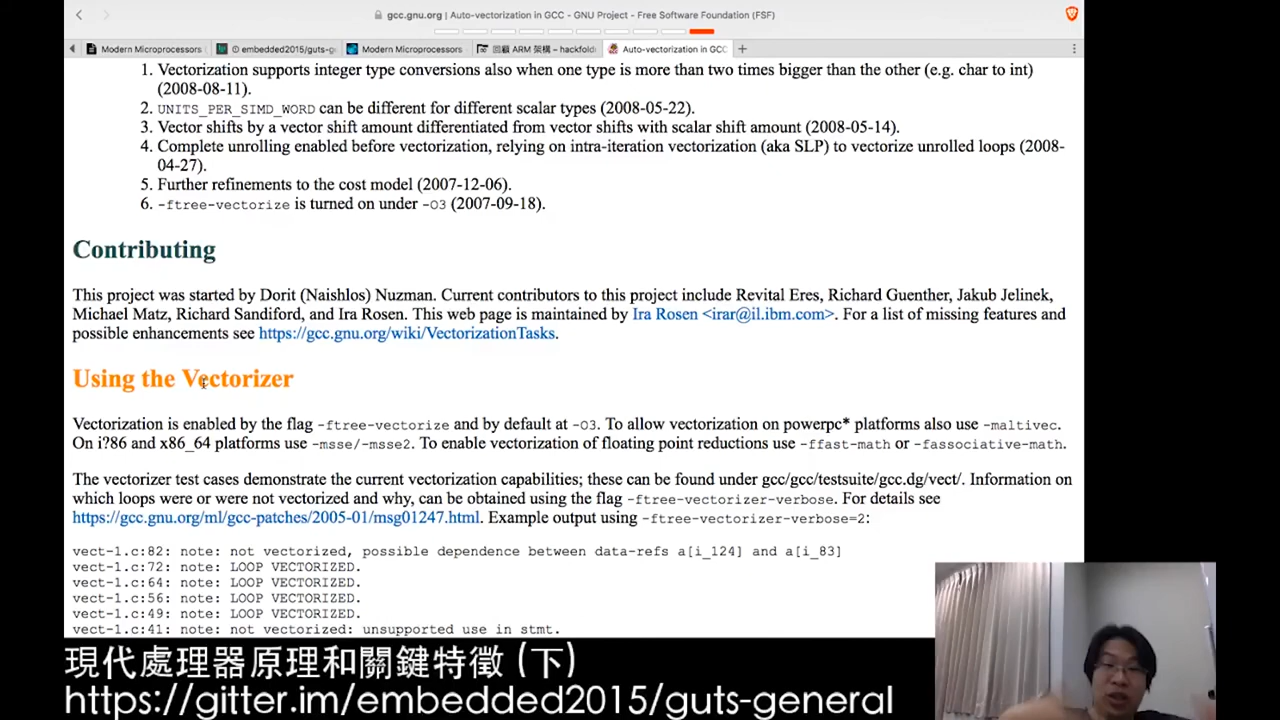 gcc.gnu.org | Auto-vectorization in GCC - GNU Project - Free Software Foundation (FSF)
Modern Microprocessors
embedded2015/guts-g
Modern Microprocessors
回顧 ARM 架構 – hackfold
Auto-vectorization in GCC
1. Vectorization supports integer type conversions also when one type is more than two times bigger than the other (e.g. char to int)
(2008-08-11).
2. UNITS_PER_SIMD_WORD can be different for different scalar types (2008-05-22).
3. Vector shifts by a vector shift amount differentiated from vector shifts with scalar shift amount (2008-05-14).
4. Complete unrolling enabled before vectorization, relying on intra-iteration vectorization (aka SLP) to vectorize unrolled loops (2008-
04-27).
5. Further refinements to the cost model (2007-12-06).
6. -ftree-vectorize is turned on under -O3 (2007-09-18).
Contributing
This project was started by Dorit (Naishlos) Nuzman. Current contributors to this project include Revital Eres, Richard Guenther, Jakub Jelinek,
Michael Matz, Richard Sandiford, and Ira Rosen. This web page is maintained by Ira Rosen <irar@il.ibm.com>. For a list of missing features and
possible enhancements see https://gcc.gnu.org/wiki/VectorizationTasks.
Using the Vectorizer
Vectorization is enabled by the flag -ftree-vectorize and by default at -O3. To allow vectorization on powerpc* platforms also use -maltivec.
On i?86 and x86_64 platforms use -msse/-msse2. To enable vectorization of floating point reductions use -ffast-math or -fassociative-math.
The vectorizer test cases demonstrate the current vectorization capabilities; these can be found under gcc/gcc/testsuite/gcc.dg/vect/. Information on
which loops were or were not vectorized and why, can be obtained using the flag -ftree-vectorizer-verbose. For details see
https://gcc.gnu.org/ml/gcc-patches/2005-01/msg01247.html. Example output using -ftree-vectorizer-verbose=2:
vect-1.c:82: note: not vectorized, possible dependence between data-refs a[i_124] and a[i_83]
vect-1.c:72: note: LOOP VECTORIZED.
vect-1.c:64: note: LOOP VECTORIZED.
vect-1.c:56: note: LOOP VECTORIZED.
vect-1.c:49: note: LOOP VECTORIZED.
vect-1.c:41: note: not vectorized: unsupported use in stmt.
現代處理器原理和關鍵特徵 (下)
https://gitter.im/embedded2015/guts-general